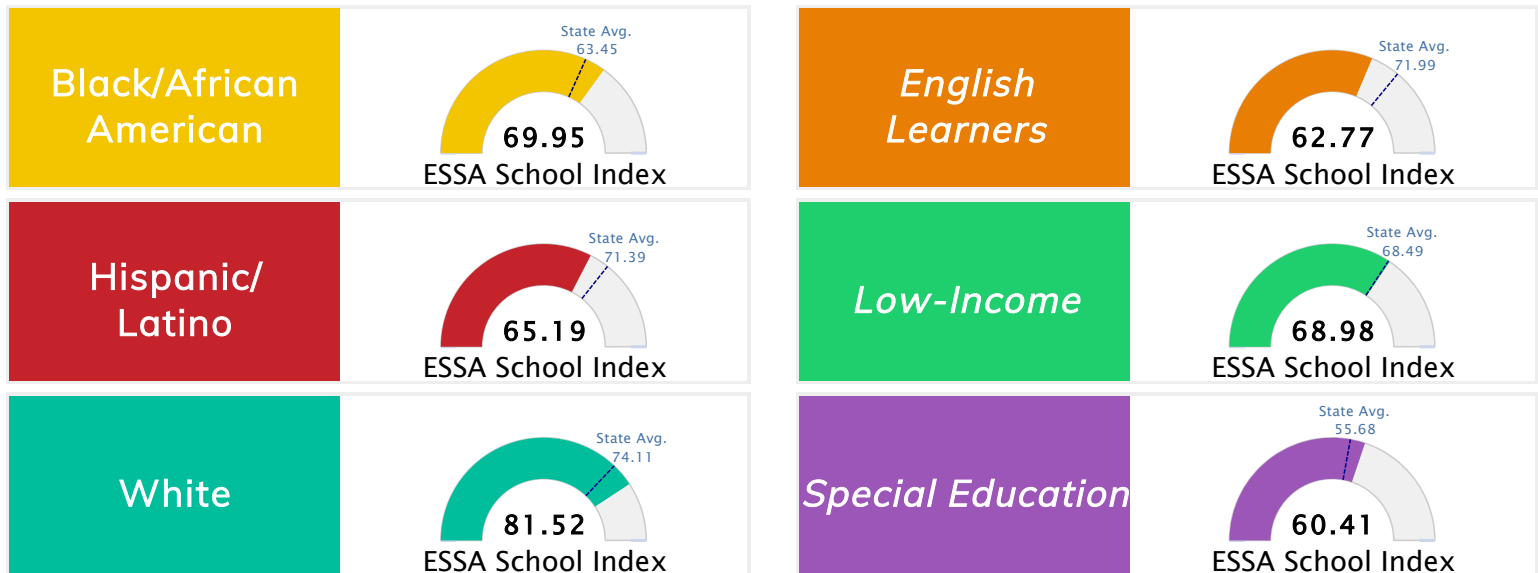 Black/African
American
State Avg.
63.45
69.95
ESSA School Index
English
Learners
State Avg.
71.99
62.77
ESSA School Index
Hispanic/
Latino
State Avg.
71.39
65.19
ESSA School Index
Low-Income
State Avg.
68.49
68.98
ESSA School Index
White
State Avg.
74.11
81.52
ESSA School Index
Special Education
State Avg.
55.68
60.41
ESSA School Index